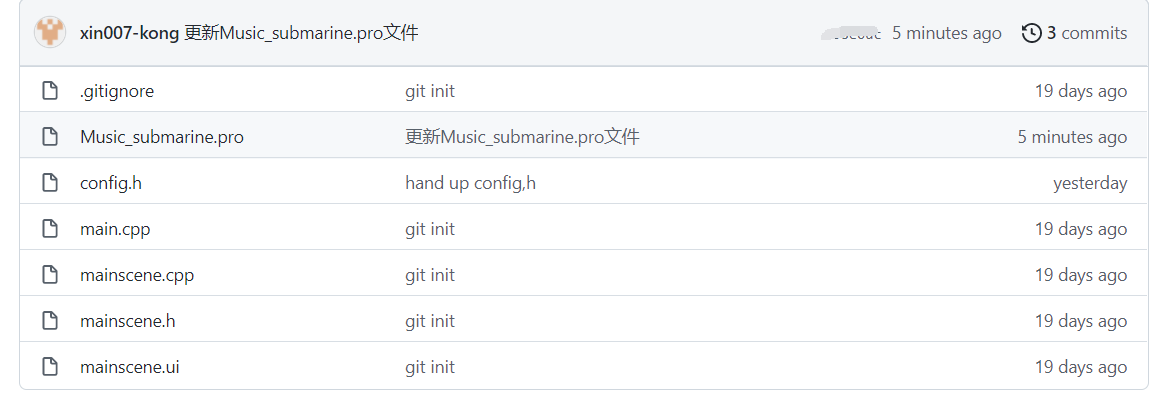 xin007-kong 更新Music_submarine.pro文件 5 minutes ago 3 commits
.gitignore git init 19 days ago
Music_submarine.pro 更新Music_submarine.pro文件 5 minutes ago
config.h hand up config,h yesterday
main.cpp git init 19 days ago
mainscene.cpp git init 19 days ago
mainscene.h git init 19 days ago
mainscene.ui git init 19 days ago